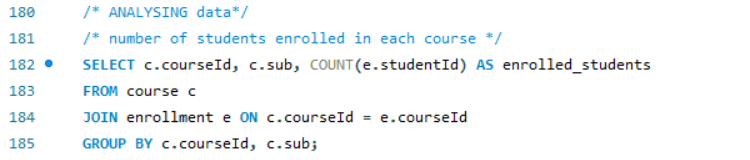 180 /* ANALYSING data*/
181 /* number of students enrolled in each course */
182 SELECT c.courseId, c.sub, COUNT(e.studentId) AS enrolled_students
183 FROM course c
184 JOIN enrollment e ON c.courseId = e.courseId
185 GROUP BY c.courseId, c.sub;